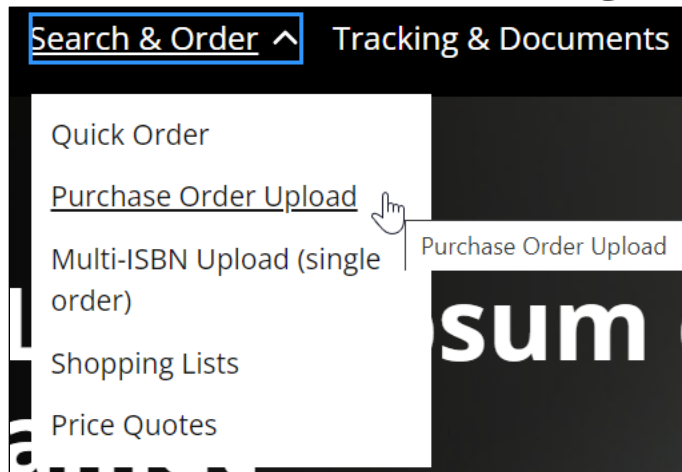 Search & Order Tracking & Documents
Quick Order
Purchase Order Upload
Purchase Order Upload
Multi-ISBN Upload (single
order)
Shopping Lists
Price Quotes
sum